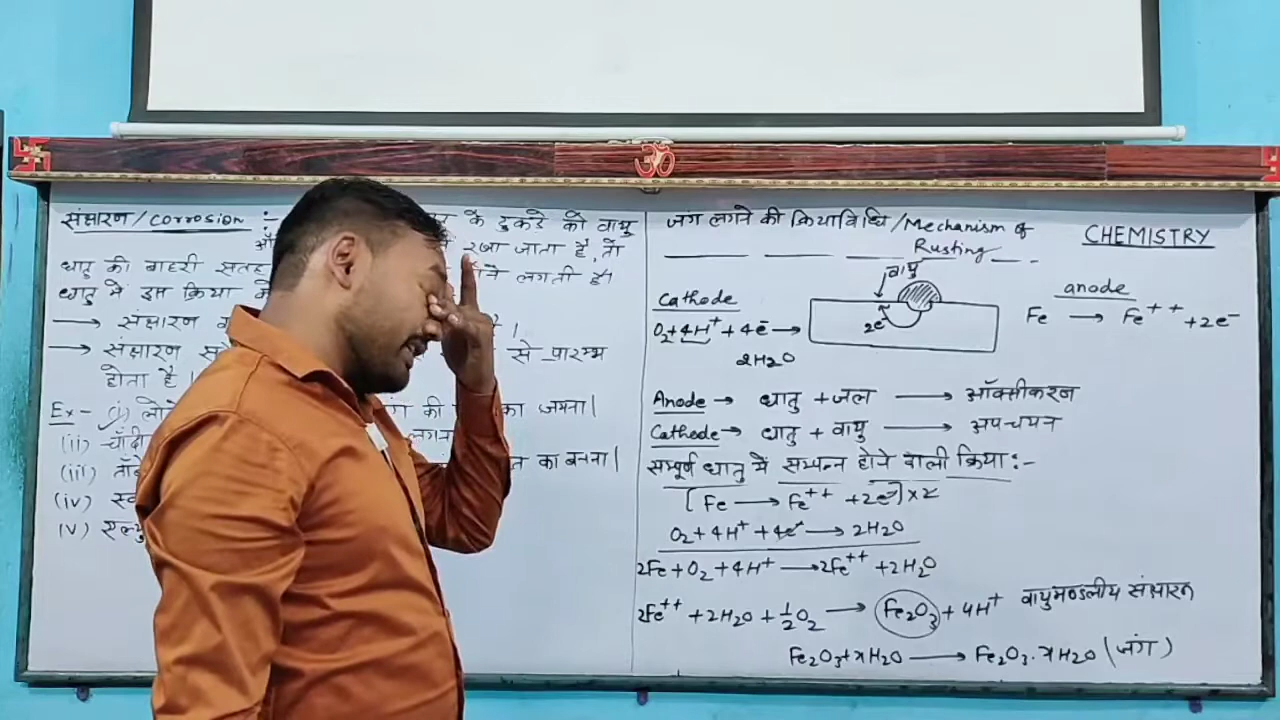 संक्षारण / Corrosion :- के टुकडे को वायु
रखा जाता है, तो
धातु की बाहरी सतह होने लगती है।
धातु में इस क्रिया को
→ संक्षारण
→ संक्षारण से प्रारम्भ
होता है।
Ex- (i) लोहे की का जमना।
(ii) चाँदी लगना
(iii) का बनना।
(iv)
(v)
जंग लगने की क्रियाविधि / Mechanism of
Rusting
CHEMISTRY
वायु
Cathode
O₂ + 4H⁺ + 4e⁻ →
2H₂O
2e⁻
anode
Fe → Fe⁺⁺ + 2e⁻
Anode → धातु + जल → ऑक्सीकरण
Cathode → धातु + वायु → अपचयन
सम्पूर्ण धातु में सम्पन्न होने वाली क्रिया :-
[Fe → Fe⁺⁺ + 2e⁻] × 2
O₂ + 4H⁺ + 4e⁻ → 2H₂O
2Fe + O₂ + 4H⁺ → 2Fe⁺⁺ + 2H₂O
2Fe⁺⁺ + 2H₂O + ½O₂ → Fe₂O₃ + 4H⁺ वायुमण्डलीय संक्षारण
Fe₂O₃ + xH₂O → Fe₂O₃·xH₂O (जंग)